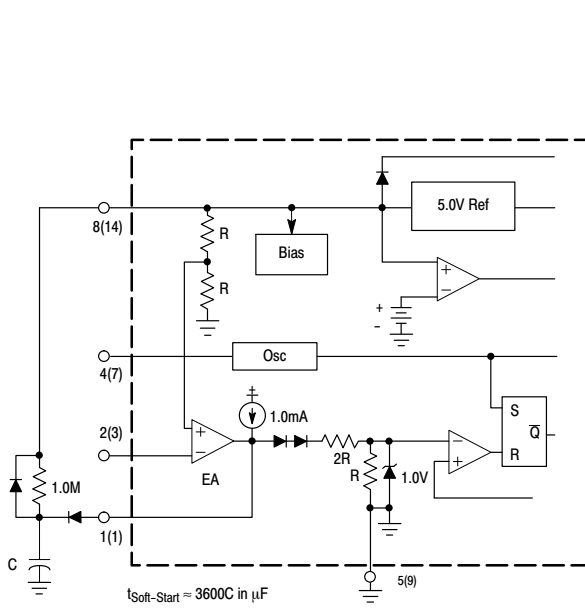 8(14)
R
R
Bias
5.0V Ref
+
−
+
−
4(7)
Osc
2(3)
+
−
EA
+
1.0mA
2R
R
1.0V
−
+
S
Q̅
R
1.0M
1(1)
C
5(9)
tSoft-Start ≈ 3600C in μF